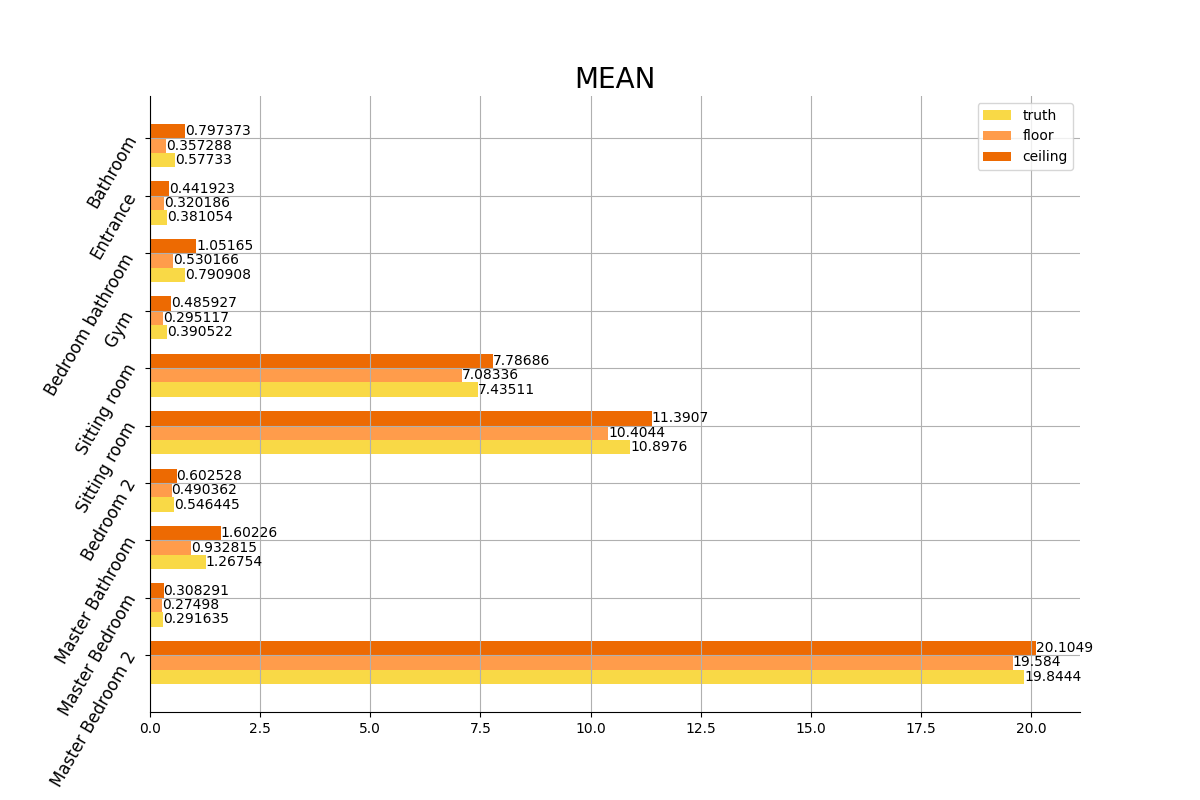 MEAN
truth
floor
ceiling
Bathroom
0.797373
0.357288
0.57733
Entrance
0.441923
0.320186
0.381054
Bedroom bathroom
1.05165
0.530166
0.790908
Gym
0.485927
0.295117
0.390522
Sitting room
7.78686
7.08336
7.43511
Sitting room
11.3907
10.4044
10.8976
Bedroom 2
0.602528
0.490362
0.546445
Master Bathroom
1.60226
0.932815
1.26754
Master Bedroom
0.308291
0.27498
0.291635
Master Bedroom 2
20.1049
19.584
19.8444
0.0 2.5 5.0 7.5 10.0 12.5 15.0 17.5 20.0